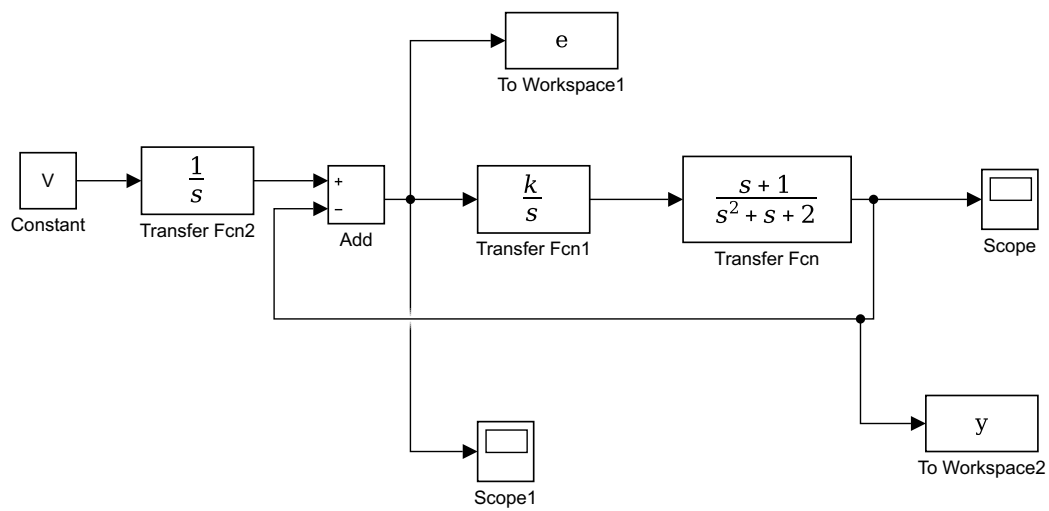 e
To Workspace1
V
Constant
1
s
Transfer Fcn2
+
−
Add
k
s
Transfer Fcn1
s + 1
s² + s + 2
Transfer Fcn
Scope
Scope1
y
To Workspace2